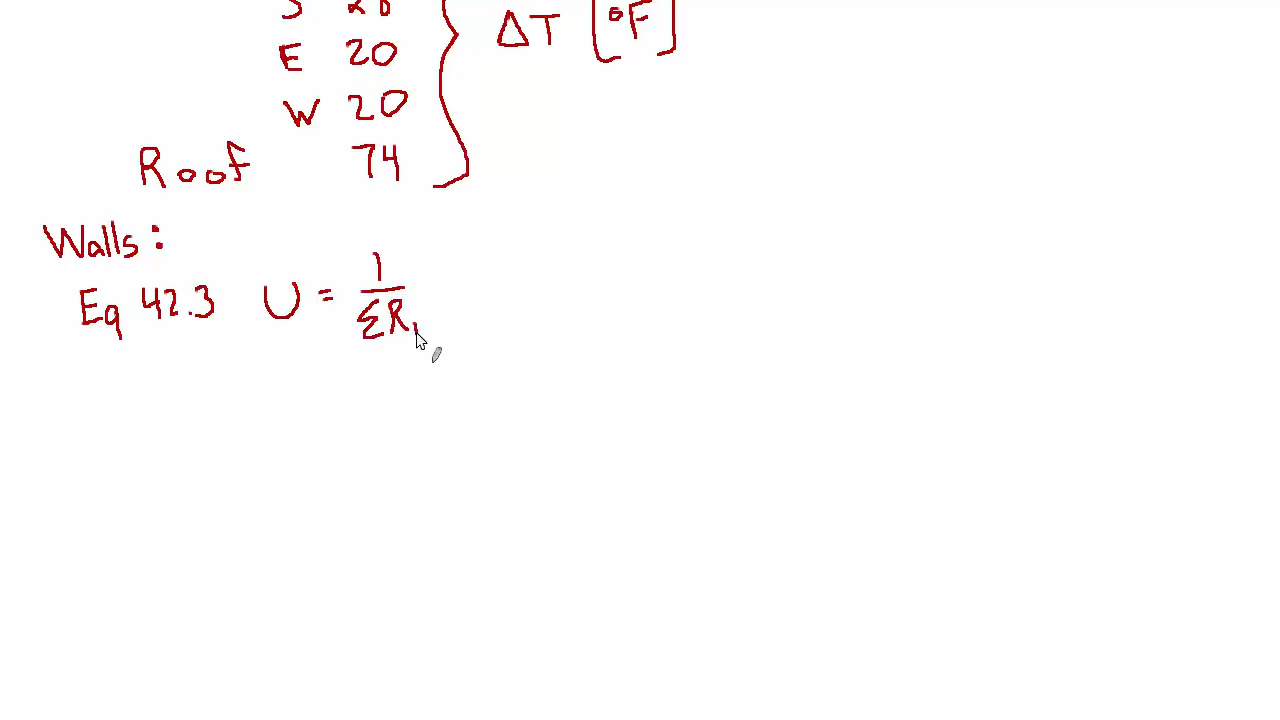 ΔT [°F]
E 20
W 20
Roof 74
Walls:
Eq 42.3 U = 1/ΣR